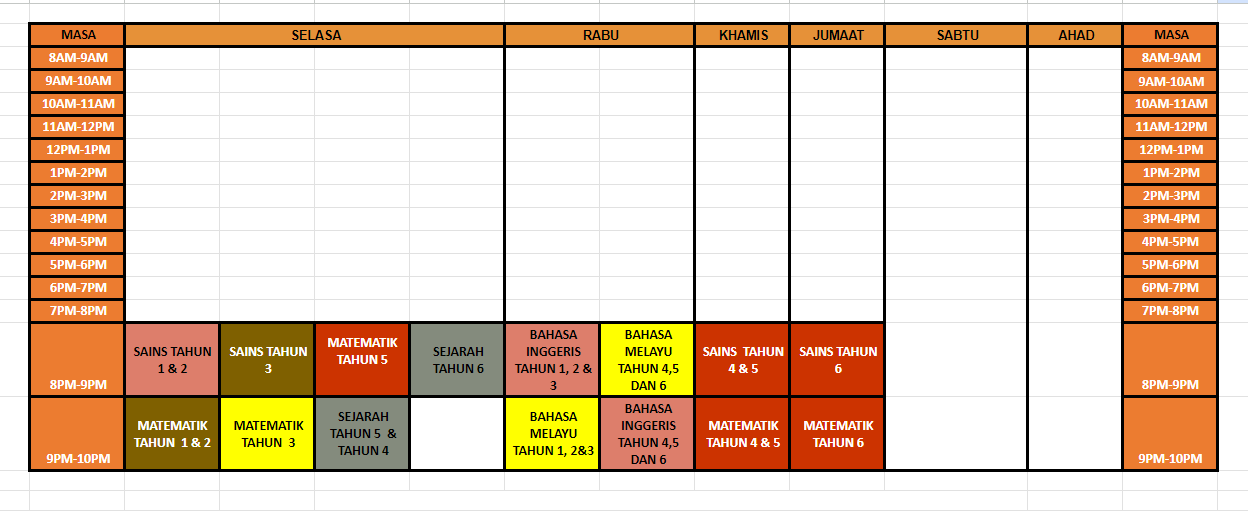 MASA SELASA RABU KHAMIS JUMAAT SABTU AHAD MASA
8AM-9AM 8AM-9AM
9AM-10AM 9AM-10AM
10AM-11AM 10AM-11AM
11AM-12PM 11AM-12PM
12PM-1PM 12PM-1PM
1PM-2PM 1PM-2PM
2PM-3PM 2PM-3PM
3PM-4PM 3PM-4PM
4PM-5PM 4PM-5PM
5PM-6PM 5PM-6PM
6PM-7PM 6PM-7PM
7PM-8PM 7PM-8PM
8PM-9PM
SAINS TAHUN
1 & 2
SAINS TAHUN
3
MATEMATIK
TAHUN 5
SEJARAH
TAHUN 6
BAHASA
INGGERIS
TAHUN 1, 2 &
3
BAHASA
MELAYU
TAHUN 4,5
DAN 6
SAINS TAHUN
4 & 5
SAINS TAHUN
6
8PM-9PM
9PM-10PM
MATEMATIK
TAHUN 1 & 2
MATEMATIK
TAHUN 3
SEJARAH
TAHUN 5 &
TAHUN 4
BAHASA
MELAYU
TAHUN 1, 2&3
BAHASA
INGGERIS
TAHUN 4,5
DAN 6
MATEMATIK
TAHUN 4 & 5
MATEMATIK
TAHUN 6
9PM-10PM